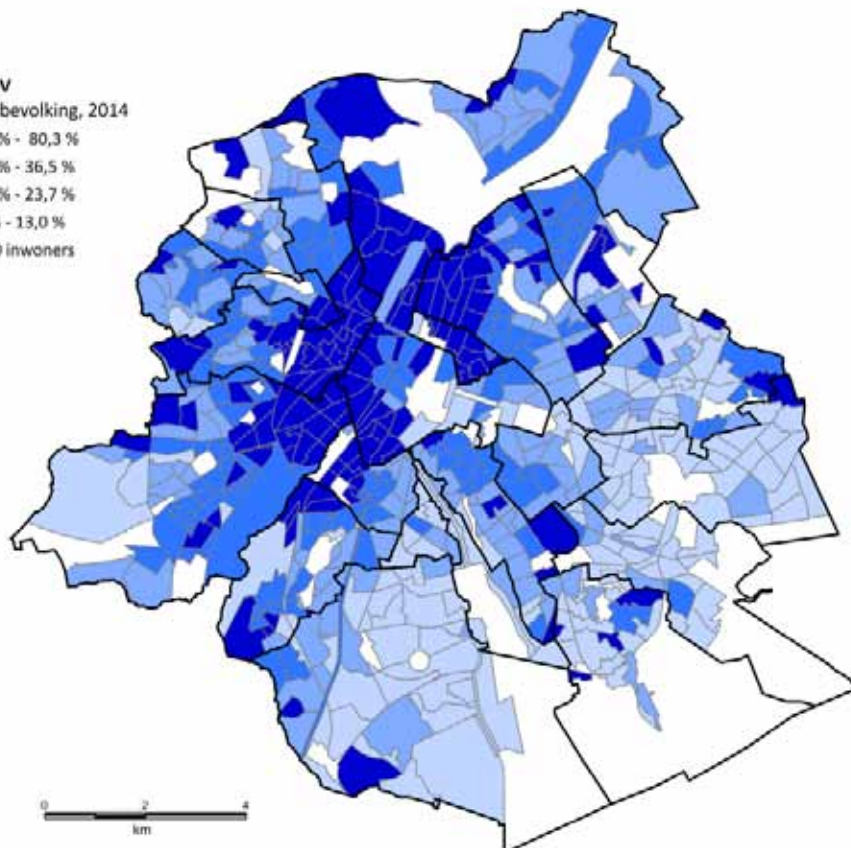 bevolking, 2014
% - 80,3 %
% - 36,5 %
% - 23,7 %
- 13,0 %
inwoners
0 2 4
km